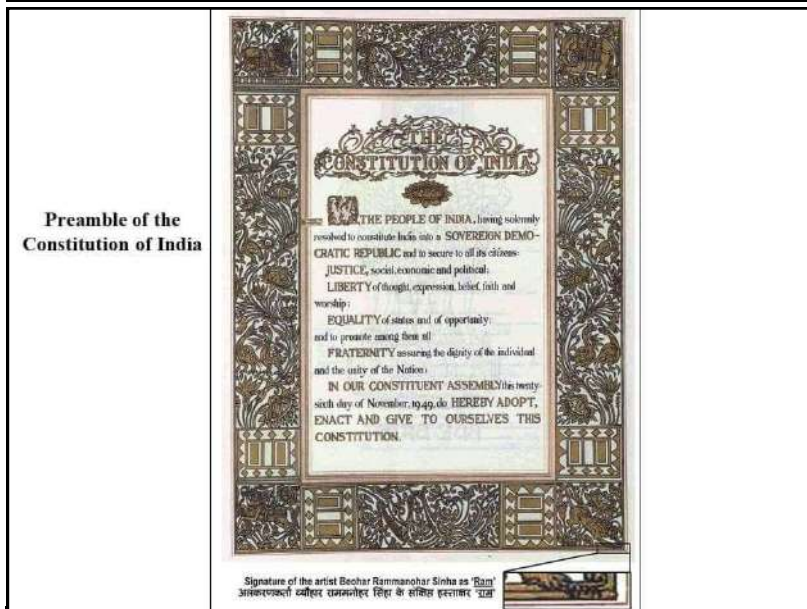 Preamble of the
Constitution of India
THE
CONSTITUTION OF INDIA
WE, THE PEOPLE OF INDIA, having solemnly
resolved to constitute India into a SOVEREIGN DEMO-
CRATIC REPUBLIC and to secure to all its citizens:
JUSTICE, social, economic and political;
LIBERTY of thought, expression, belief, faith and
worship;
EQUALITY of status and of opportunity;
and to promote among them all
FRATERNITY assuring the dignity of the individual
and the unity of the Nation;
IN OUR CONSTITUENT ASSEMBLY this twenty-
sixth day of November, 1949, do HEREBY ADOPT,
ENACT AND GIVE TO OURSELVES THIS
CONSTITUTION.
Signature of the artist Beohar Rammanohar Sinha as 'Ram'
अलंकरणकर्ता ब्यौहार राममनोहर सिंहा के संक्षिप्त हस्ताक्षर 'राम'